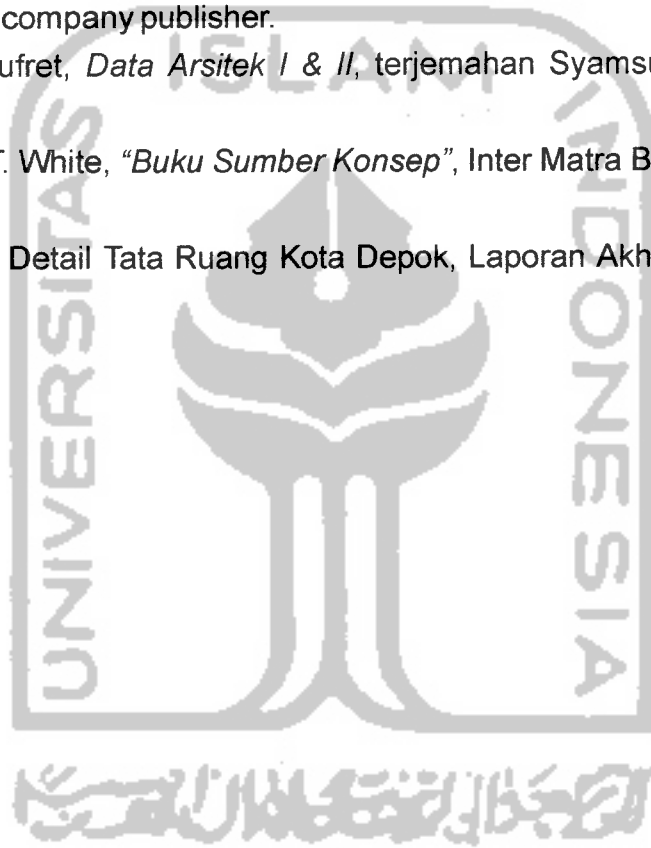 company publisher.
ufret, Data Arsitek I & II, terjemahan Syamsu
T. White, "Buku Sumber Konsep", Inter Matra B
Detail Tata Ruang Kota Depok, Laporan Akh
UNIVERSITAS
ISLAM
INDONESIA